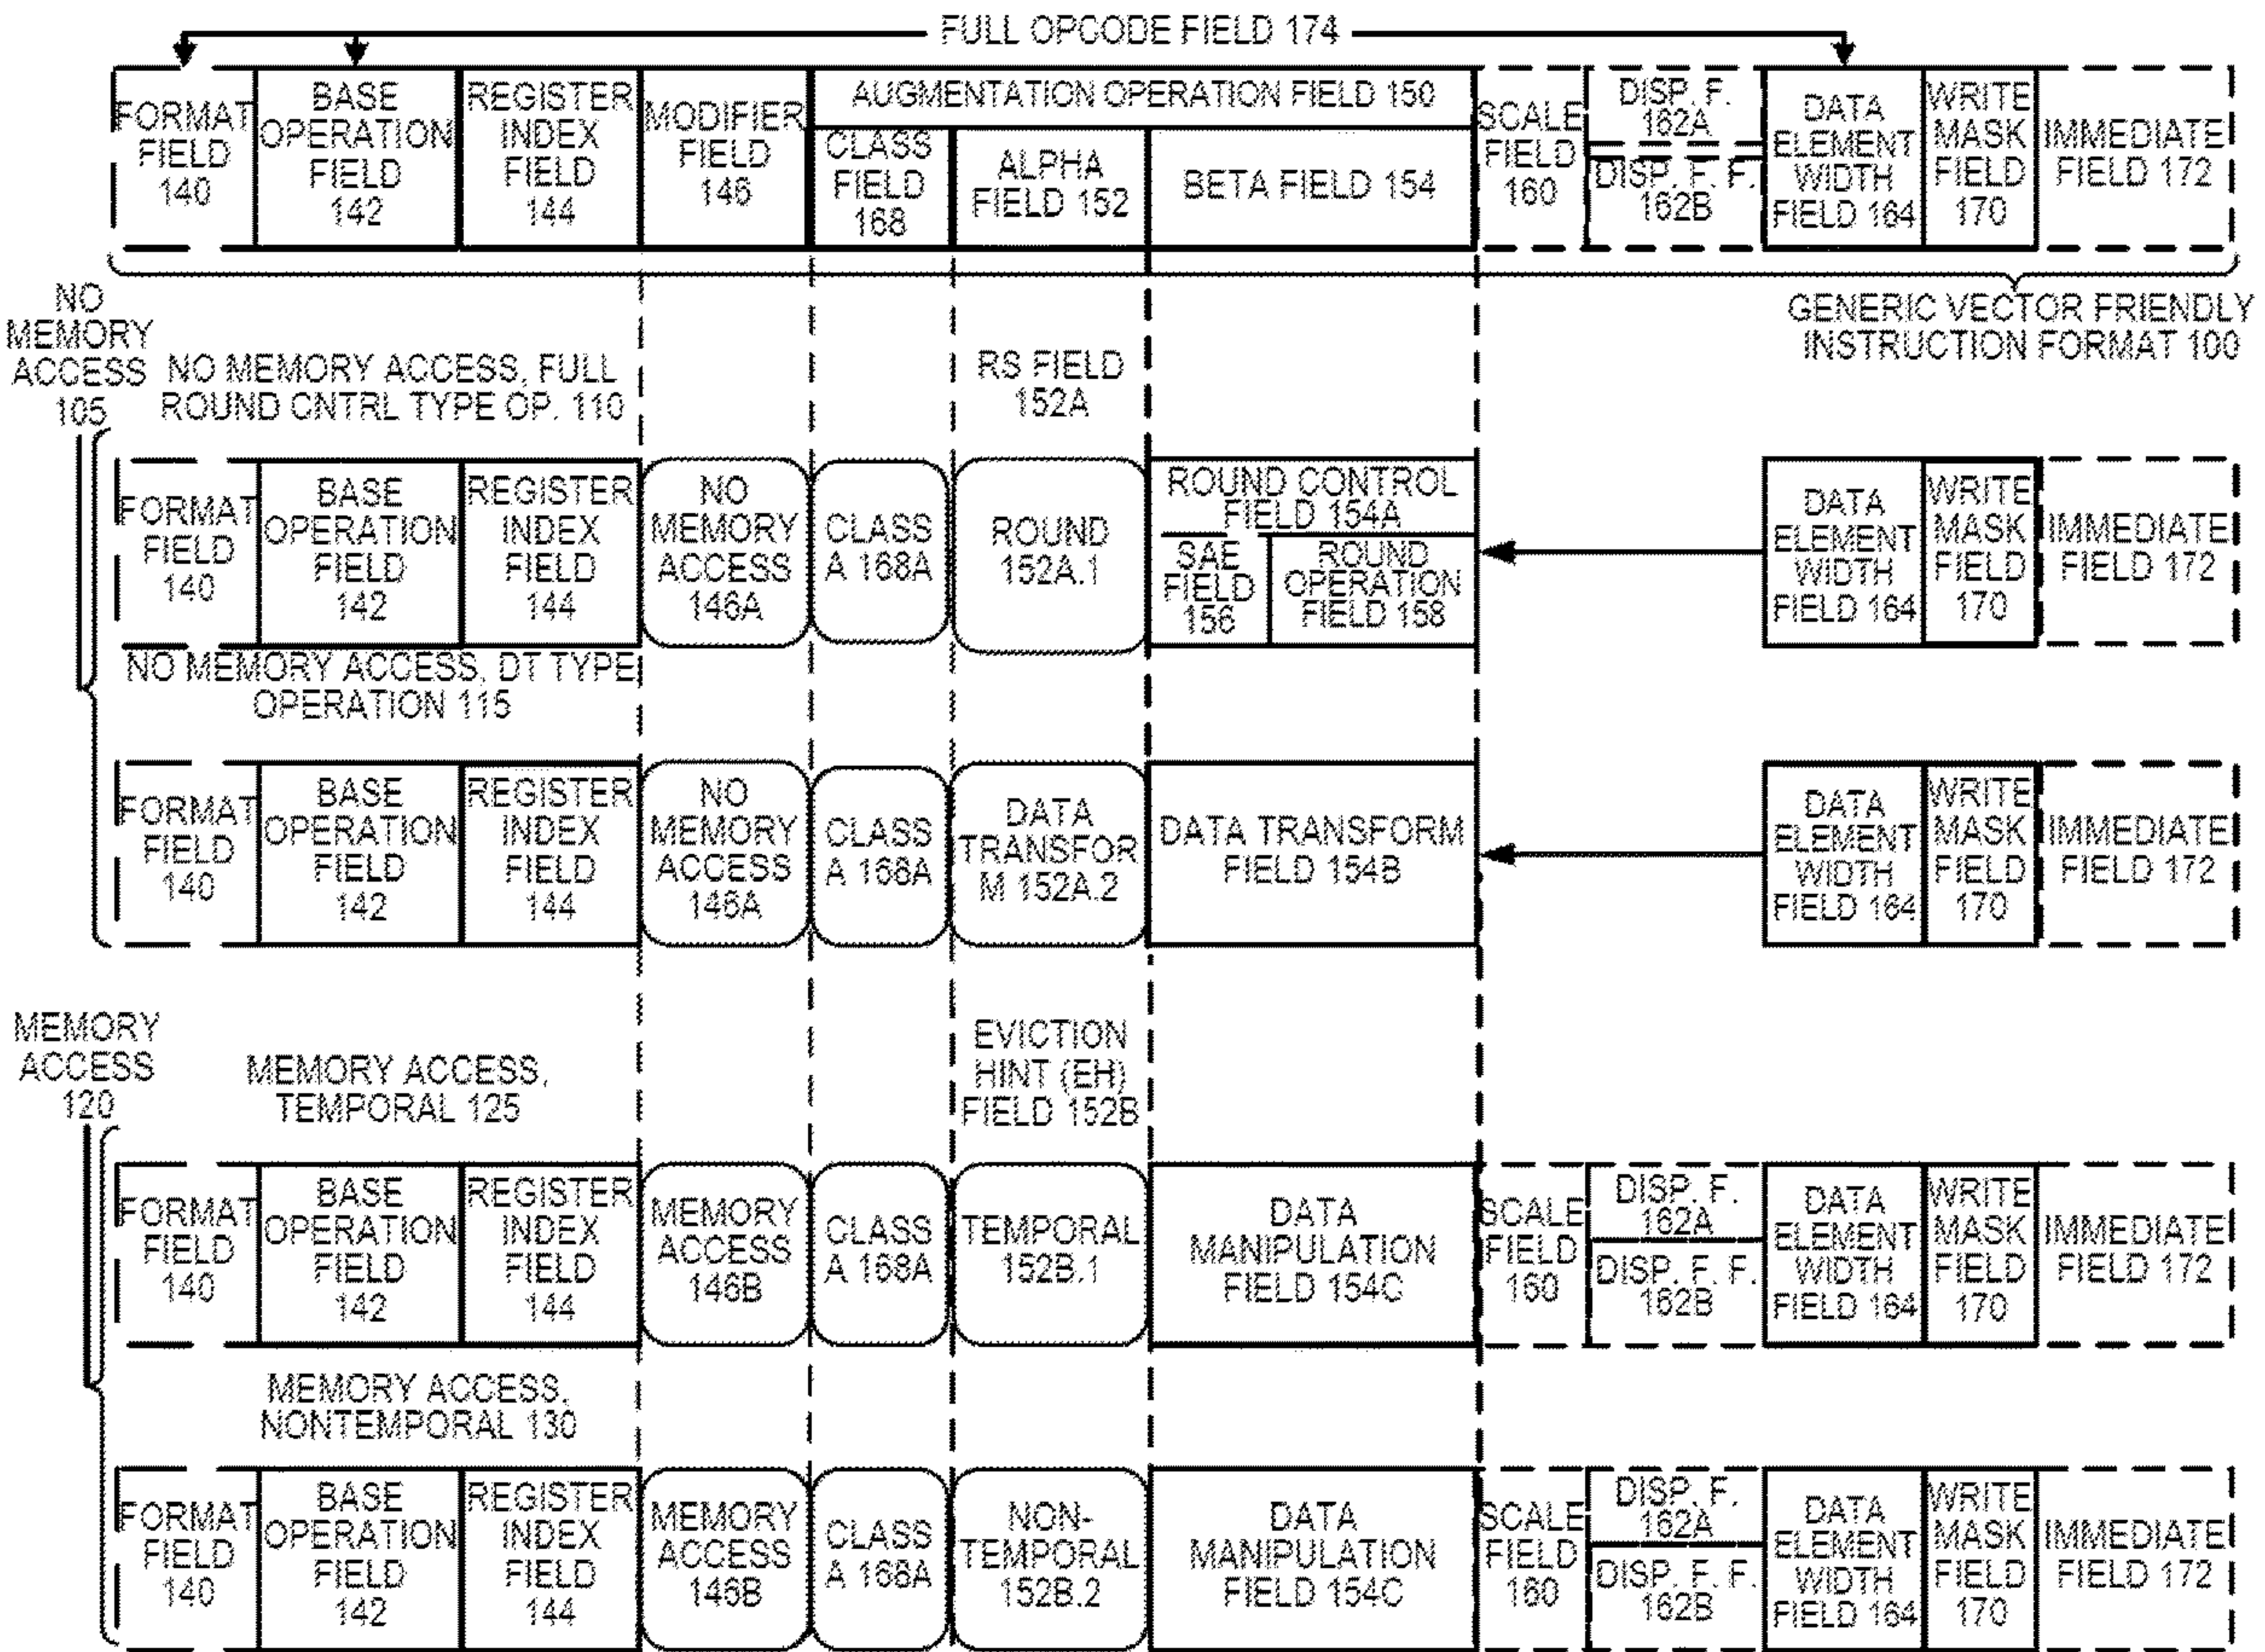 FULL OPCODE FIELD 174
FORMAT
FIELD
140
BASE
OPERATION
FIELD
142
REGISTER
INDEX
FIELD
144
MODIFIER
FIELD
146
AUGMENTATION OPERATION FIELD 150
CLASS
FIELD
168
ALPHA
FIELD 152
BETA FIELD 154
SCALE
FIELD
160
DISP. F.
162A
DISP. F. F.
162B
DATA
ELEMENT
WIDTH
FIELD 164
WRITE
MASK
FIELD
170
IMMEDIATE
FIELD 172
GENERIC VECTOR FRIENDLY
INSTRUCTION FORMAT 100
NO
MEMORY
ACCESS
105
NO MEMORY ACCESS, FULL
ROUND CNTRL TYPE OP. 110
RS FIELD
152A
FORMAT
FIELD
140
BASE
OPERATION
FIELD
142
REGISTER
INDEX
FIELD
144
NO
MEMORY
ACCESS
146A
CLASS
A 168A
ROUND
152A.1
ROUND CONTROL
FIELD 154A
SAE
FIELD
156
ROUND
OPERATION
FIELD 158
DATA
ELEMENT
WIDTH
FIELD 164
WRITE
MASK
FIELD
170
IMMEDIATE
FIELD 172
NO MEMORY ACCESS, DT TYPE
OPERATION 115
FORMAT
FIELD
140
BASE
OPERATION
FIELD
142
REGISTER
INDEX
FIELD
144
NO
MEMORY
ACCESS
146A
CLASS
A 168A
DATA
TRANSFOR
M 152A.2
DATA TRANSFORM
FIELD 154B
DATA
ELEMENT
WIDTH
FIELD 164
WRITE
MASK
FIELD
170
IMMEDIATE
FIELD 172
MEMORY
ACCESS
120
MEMORY ACCESS,
TEMPORAL 125
EVICTION
HINT (EH)
FIELD 152B
FORMAT
FIELD
140
BASE
OPERATION
FIELD
142
REGISTER
INDEX
FIELD
144
MEMORY
ACCESS
146B
CLASS
A 168A
TEMPORAL
152B.1
DATA
MANIPULATION
FIELD 154C
SCALE
FIELD
160
DISP. F.
162A
DISP. F. F.
162B
DATA
ELEMENT
WIDTH
FIELD 164
WRITE
MASK
FIELD
170
IMMEDIATE
FIELD 172
MEMORY ACCESS,
NONTEMPORAL 130
FORMAT
FIELD
140
BASE
OPERATION
FIELD
142
REGISTER
INDEX
FIELD
144
MEMORY
ACCESS
146B
CLASS
A 168A
NON-
TEMPORAL
152B.2
DATA
MANIPULATION
FIELD 154C
SCALE
FIELD
160
DISP. F.
162A
DISP. F. F.
162B
DATA
ELEMENT
WIDTH
FIELD 164
WRITE
MASK
FIELD
170
IMMEDIATE
FIELD 172